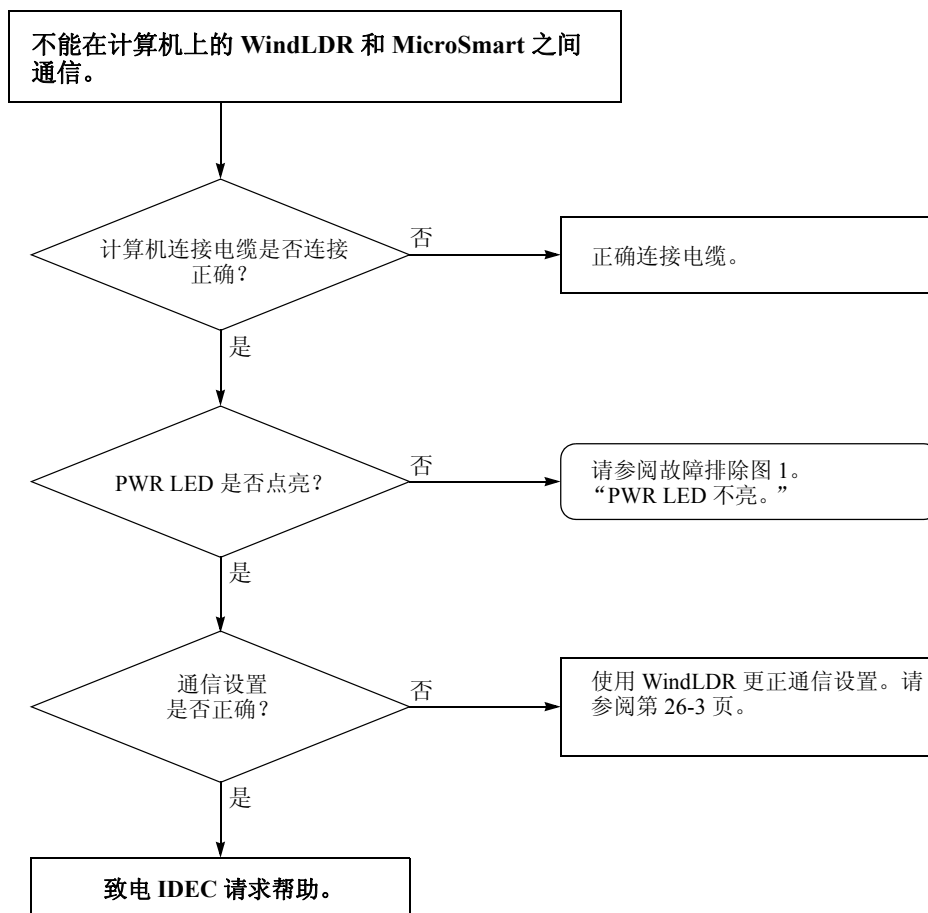 不能在计算机上的 WindLDR 和 MicroSmart 之间
通信。
计算机连接电缆是否连接
正确？
否
正确连接电缆。
是
PWR LED 是否点亮？
否
请参阅故障排除图 1。
“PWR LED 不亮。”
是
通信设置
是否正确？
否
使用 WindLDR 更正通信设置。请
参阅第 26-3 页。
是
致电 IDEC 请求帮助。